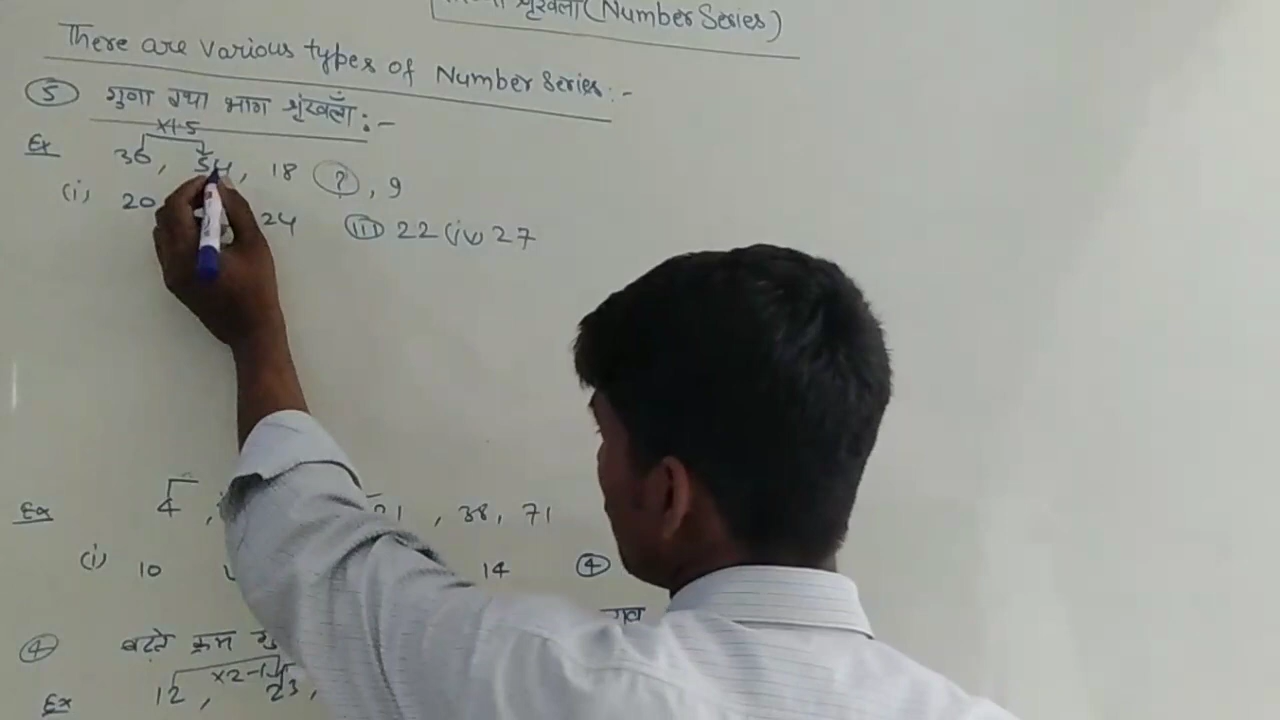 शृंखला (Number Series)
There are various types of Number Series:-
⑤ गुणा तथा भाग शृंखलाँ:-
×1.5
Ex 36, 54, 18 ?, 9
(i) 20 24 (iii) 22 (iv) 27
Ex 4, 21, 38, 71
(i) 10 14 ④
④ बढ़ते क्रम
×2-1
Ex 12, 23,